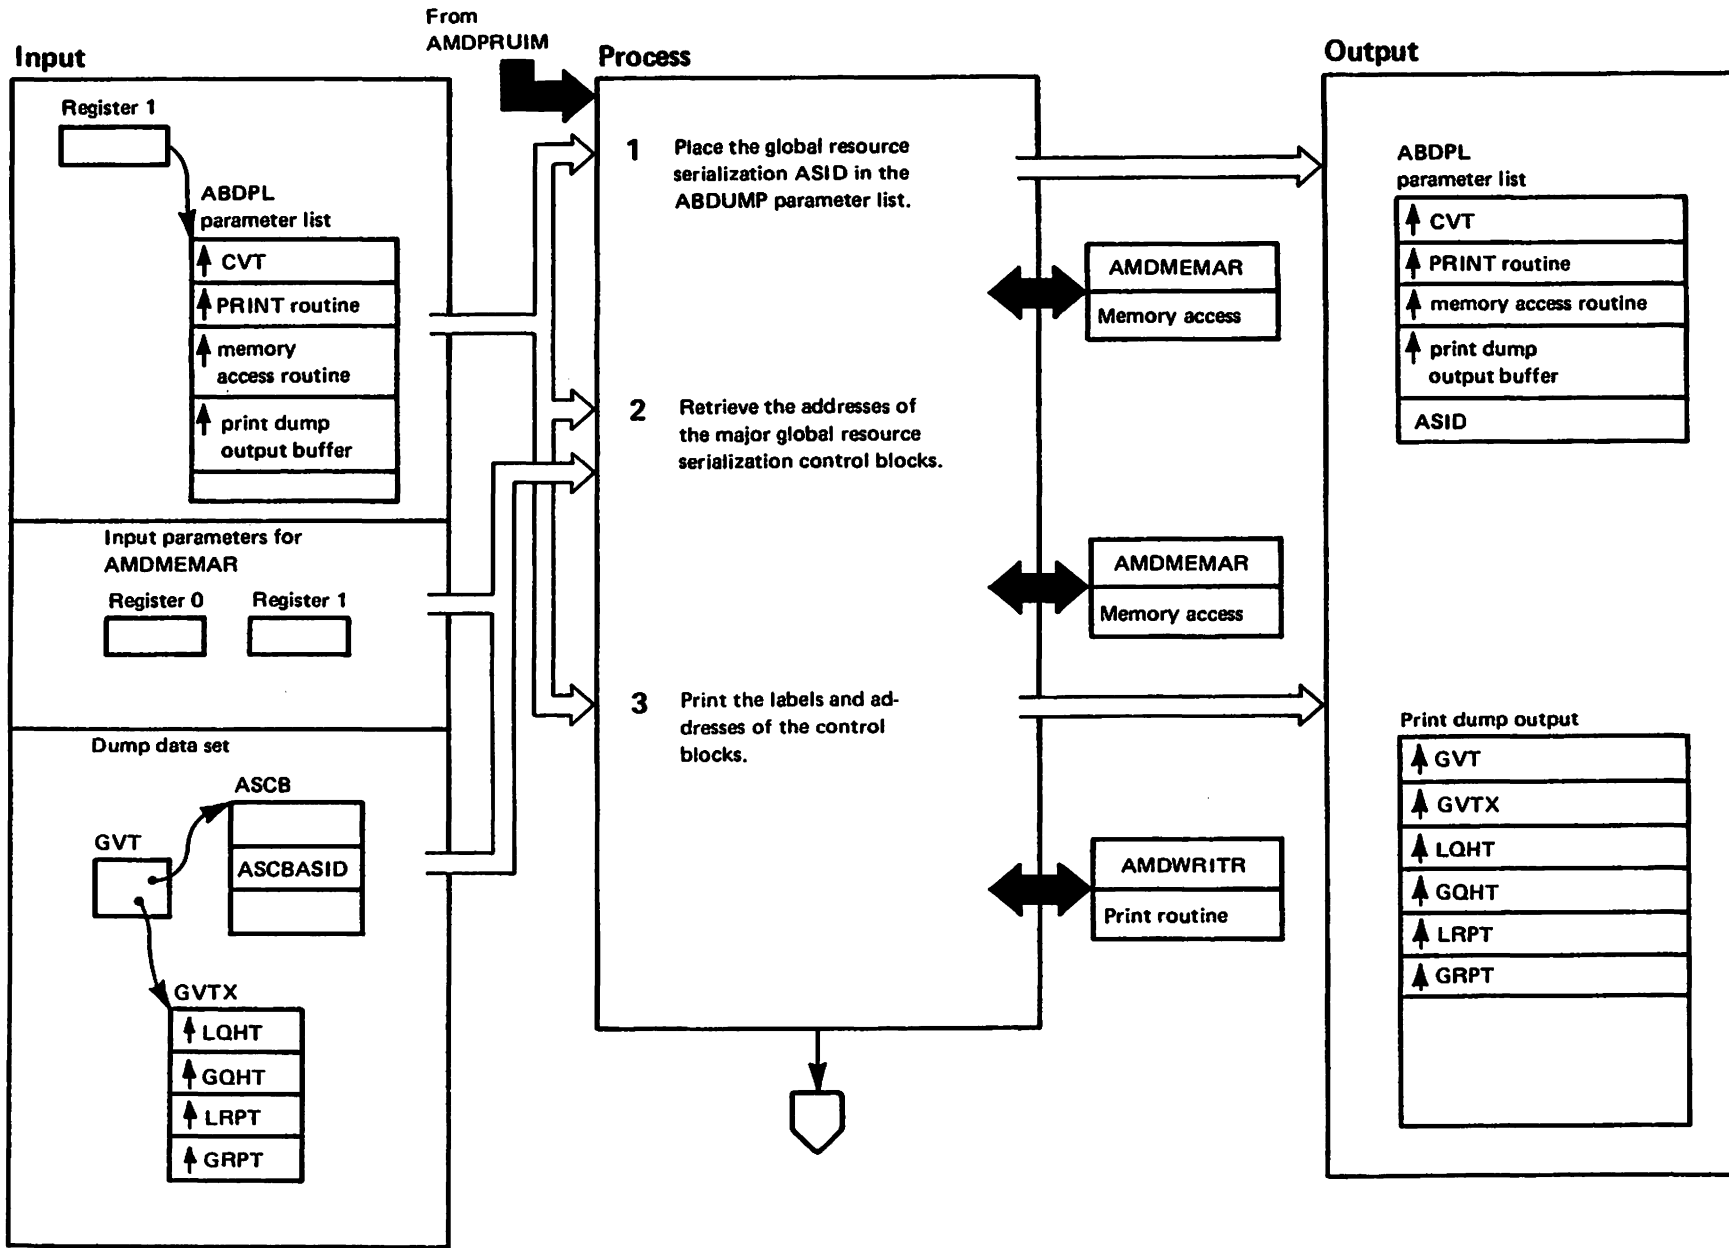 From
AMDPRUIM
Input
Process
Output
Register 1
ABDPL
parameter list
CVT
PRINT routine
memory
access routine
print dump
output buffer
Input parameters for
AMDMEMAR
Register 0
Register 1
Dump data set
ASCB
GVT
ASCBASID
GVTX
LQHT
GQHT
LRPT
GRPT
1 Place the global resource
serialization ASID in the
ABDUMP parameter list.
AMDMEMAR
Memory access
2 Retrieve the addresses of
the major global resource
serialization control blocks.
AMDMEMAR
Memory access
3 Print the labels and ad-
dresses of the control
blocks.
AMDWRITR
Print routine
ABDPL
parameter list
CVT
PRINT routine
memory access routine
print dump
output buffer
ASID
Print dump output
GVT
GVTX
LQHT
GQHT
LRPT
GRPT